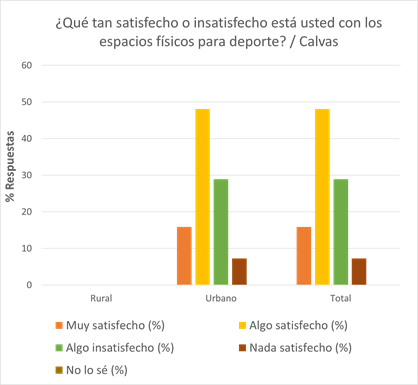 ¿Qué tan satisfecho o insatisfecho está usted con los
espacios físicos para deporte? / Calvas
60
50
40
30
20
10
0
% Respuestas
Rural Urbano Total
Muy satisfecho (%) Algo satisfecho (%)
Algo insatisfecho (%) Nada satisfecho (%)
No lo sé (%)